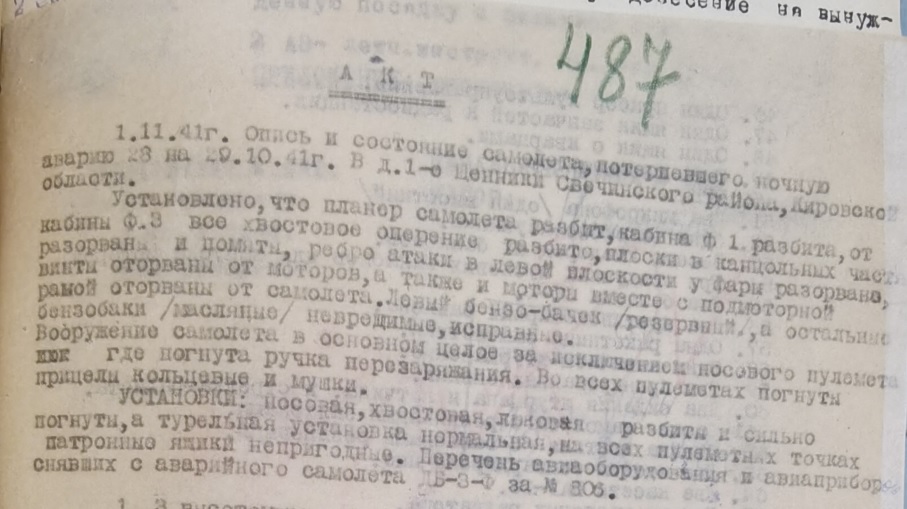 донесение на вынуж-
487
А К Т
1.11.41г. Опись и состояние самолета, потерпевшего ночную
аварию 28 на 29.10.41г. В д.1-е Ценники Свечинского района, Кировской
области.
Установлено, что планер самолета разбит, кабина Ф 1. разбита, от
кабины Ф.3 все хвостовое оперение разбито, плоски в канцольных част
разорваны и помяты, ребро атаки в левой плоскости у фары разорвано,
винты оторваны от моторов, а также и моторы вместе с подмоторной
рамой оторваны от самолета. Левый бензо-бачек /резервный/, а остальные
бензобаки /масляные/ невредимые, исправные.
Вооружение самолета в основном целое за исключением носового пулемета
где погнута ручка перезаряжания. Во всех пулеметах погнуты
прицелы кольцевые и мушки.
УСТАНОВКИ: носовая, хвостовая, люковая разбиты и сильно
погнуты, а турельная установка нормальная, на всех пулеметных точках
патронные ящики непригодные. Перечень авиаоборудования и авиаприбор
снявших с аварийного самолета ДБ-3-Ф за № 806.